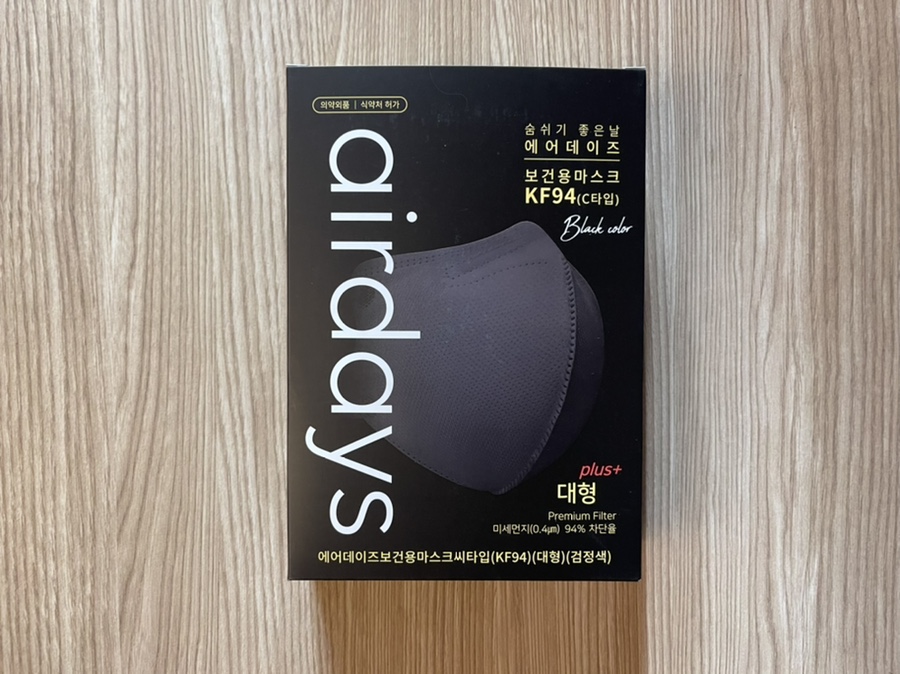 의약외품 | 식약처 허가
airdays
숨쉬기 좋은날
에어데이즈
보건용마스크
KF94(C타입)
Black color
plus+
대형
Premium Filter
미세먼지(0.4㎛) 94% 차단율
에어데이즈보건용마스크씨타입(KF94)(대형)(검정색)